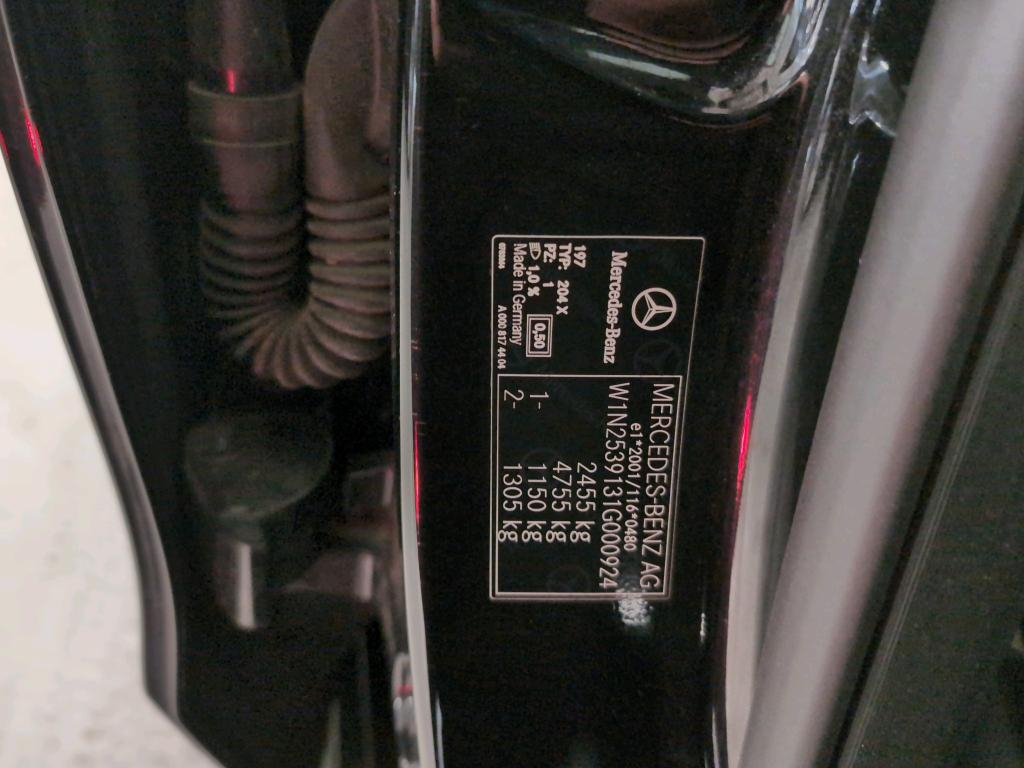 Mercedes-Benz
197
TYP: 204 X
PZ: 1
1,0 %
0,50
Made in Germany
A 000 817 44 04
MERCEDES-BENZ AG
e1*2001/116*0480
W1N2539131G000924
2455 kg
4755 kg
1- 1150 kg
2- 1305 kg